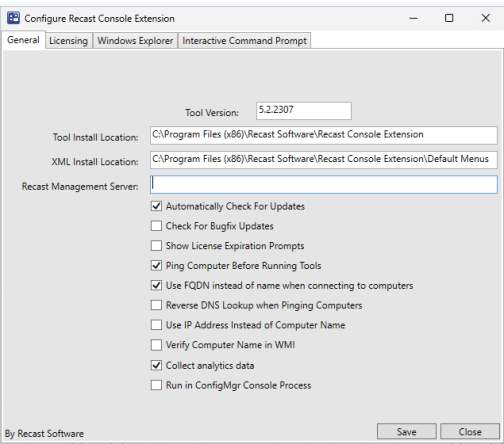 Configure Recast Console Extension
General Licensing Windows Explorer Interactive Command Prompt
Tool Version: 5.2.2307
Tool Install Location: C:\Program Files (x86)\Recast Software\Recast Console Extension
XML Install Location: C:\Program Files (x86)\Recast Software\Recast Console Extension\Default Menus
Recast Management Server:
Automatically Check For Updates
Check For Bugfix Updates
Show License Expiration Prompts
Ping Computer Before Running Tools
Use FQDN instead of name when connecting to computers
Reverse DNS Lookup when Pinging Computers
Use IP Address Instead of Computer Name
Verify Computer Name in WMI
Collect analytics data
Run in ConfigMgr Console Process
By Recast Software Save Close